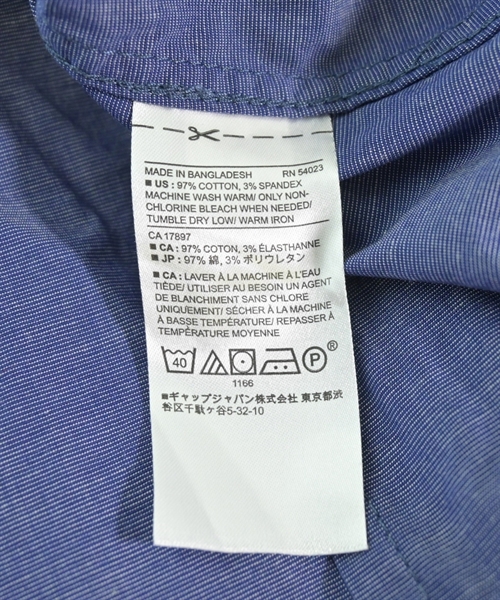 MADE IN BANGLADESH RN 54023
■ US : 97% COTTON, 3% SPANDEX
MACHINE WASH WARM/ ONLY NON-
CHLORINE BLEACH WHEN NEEDED/
TUMBLE DRY LOW/ WARM IRON
CA 17897
■ CA : 97% COTTON, 3% ÉLASTHANNE
■ JP : 97% 綿, 3% ポリウレタン
■ CA : LAVER À LA MACHINE À L'EAU
TIÈDE/ UTILISER AU BESOIN UN AGENT
DE BLANCHIMENT SANS CHLORE
UNIQUEMENT/ SÉCHER À LA MACHINE
À BASSE TEMPÉRATURE/ REPASSER À
TEMPÉRATURE MOYENNE
40 P ®
1166
■ギャップジャパン株式会社 東京都渋
谷区千駄ヶ谷5-32-10